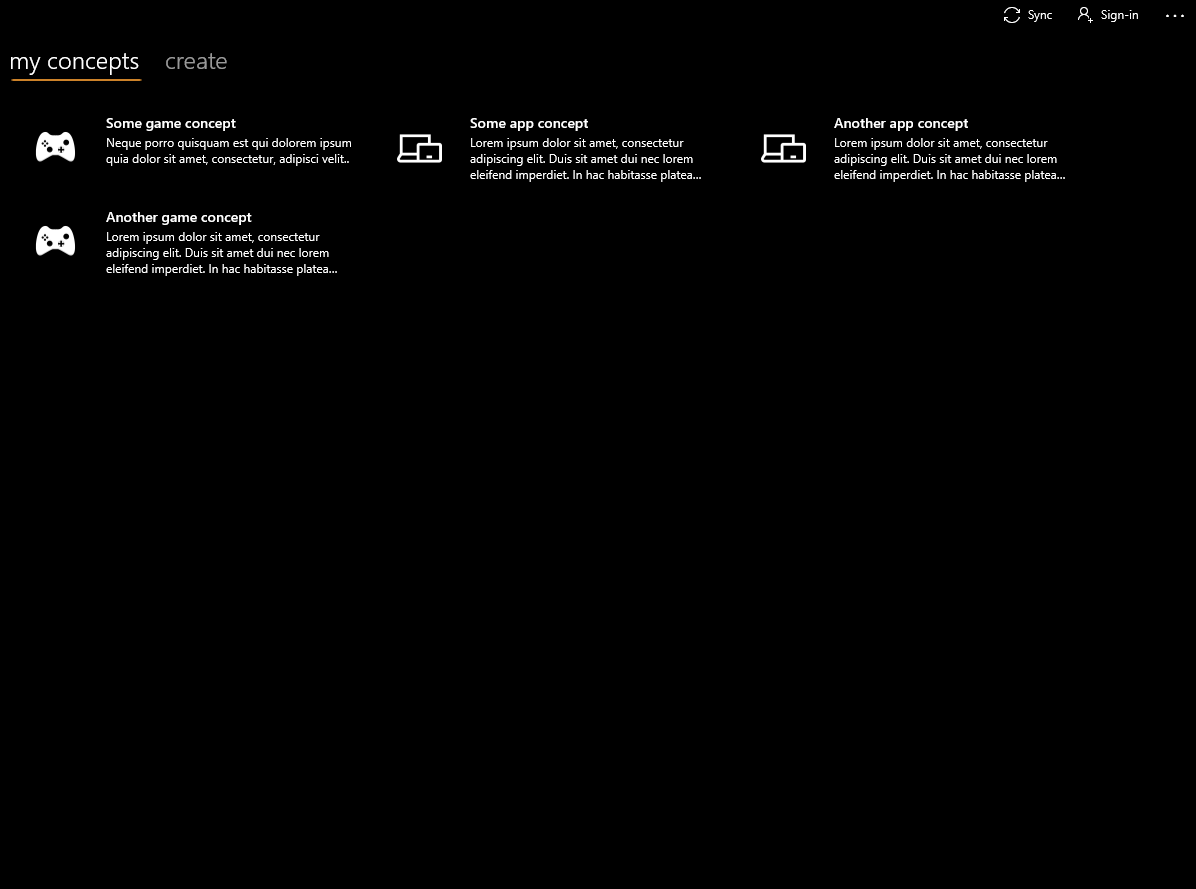 Sync Sign-in ...
my concepts create
Some game concept
Neque porro quisquam est qui dolorem ipsum
quia dolor sit amet, consectetur, adipisci velit..
Some app concept
Lorem ipsum dolor sit amet, consectetur
adipiscing elit. Duis sit amet dui nec lorem
eleifend imperdiet. In hac habitasse platea...
Another app concept
Lorem ipsum dolor sit amet, consectetur
adipiscing elit. Duis sit amet dui nec lorem
eleifend imperdiet. In hac habitasse platea...
Another game concept
Lorem ipsum dolor sit amet, consectetur
adipiscing elit. Duis sit amet dui nec lorem
eleifend imperdiet. In hac habitasse platea...